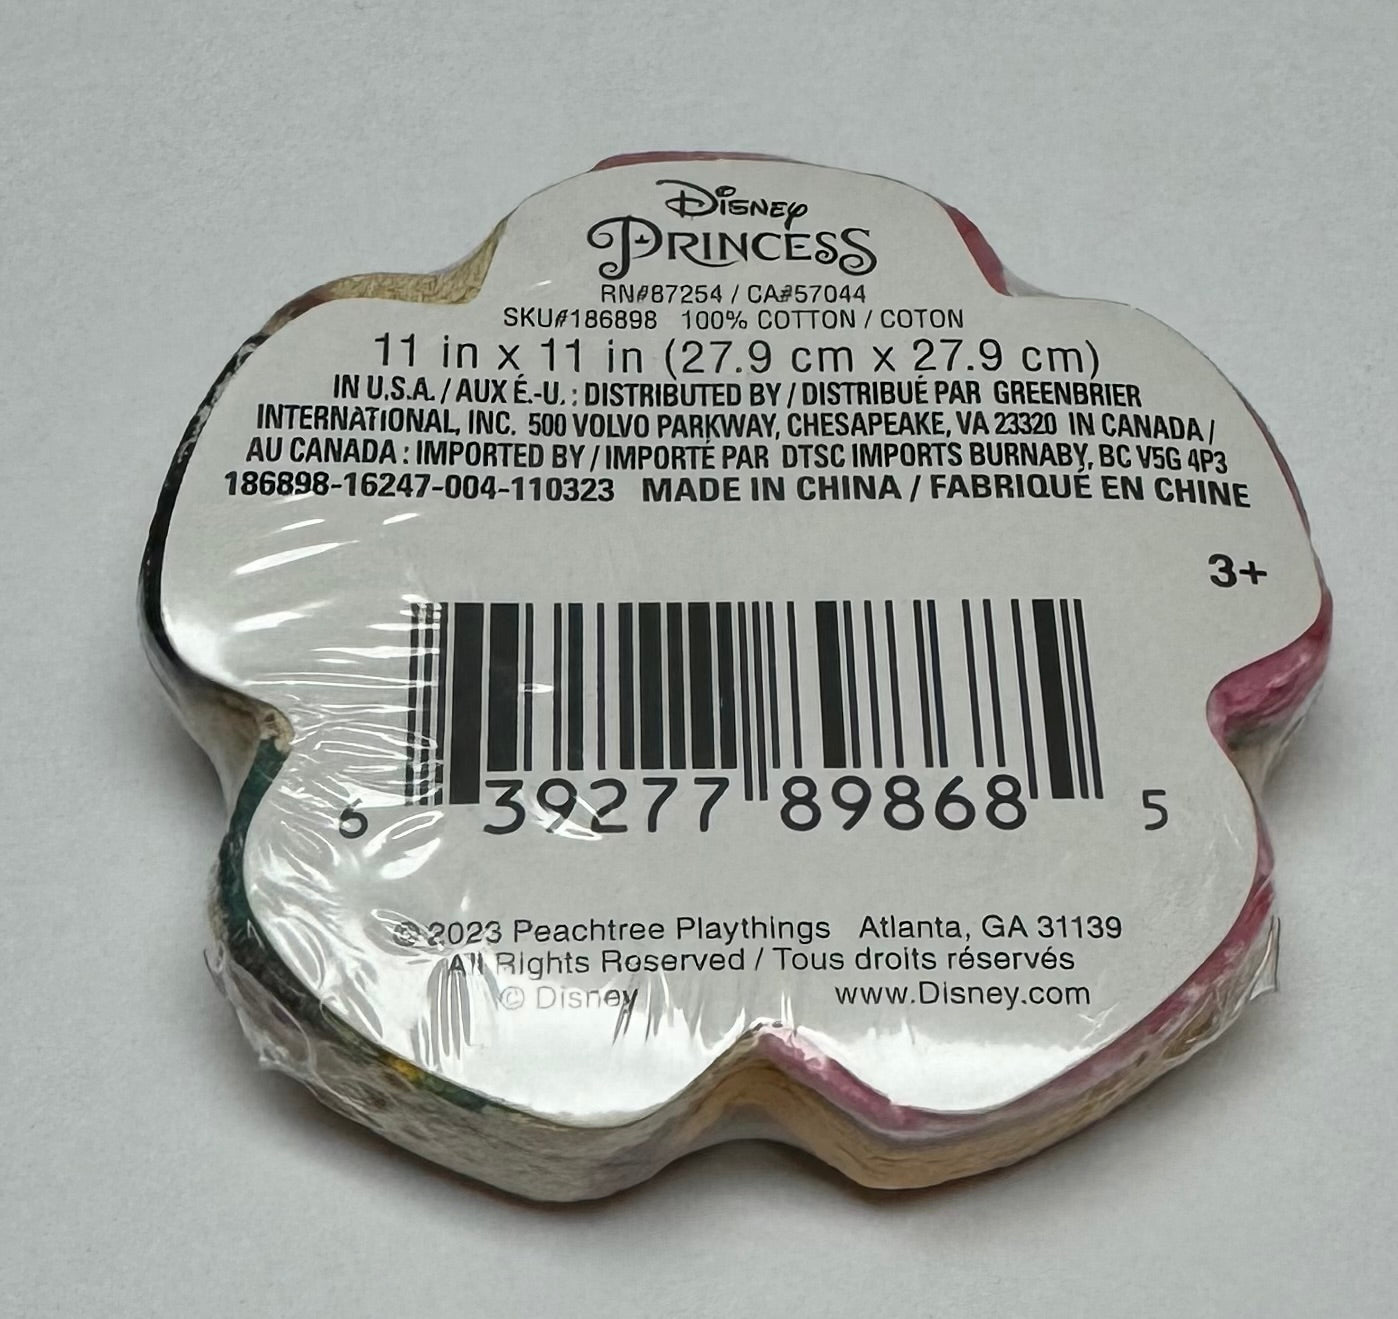 Disney
PRINCESS
RN#87254 / CA#57044
SKU#186898 100% COTTON / COTON
11 in x 11 in (27.9 cm x 27.9 cm)
IN U.S.A. / AUX É.-U. : DISTRIBUTED BY / DISTRIBUÉ PAR GREENBRIER
INTERNATIONAL, INC. 500 VOLVO PARKWAY, CHESAPEAKE, VA 23320 IN CANADA /
AU CANADA : IMPORTED BY / IMPORTÉ PAR DTSC IMPORTS BURNABY, BC V5G 4P3
186898-16247-004-110323 MADE IN CHINA / FABRIQUÉ EN CHINE
3+
6 39277 89868 5
© 2023 Peachtree Playthings Atlanta, GA 31139
All Rights Reserved / Tous droits réservés
© Disney www.Disney.com